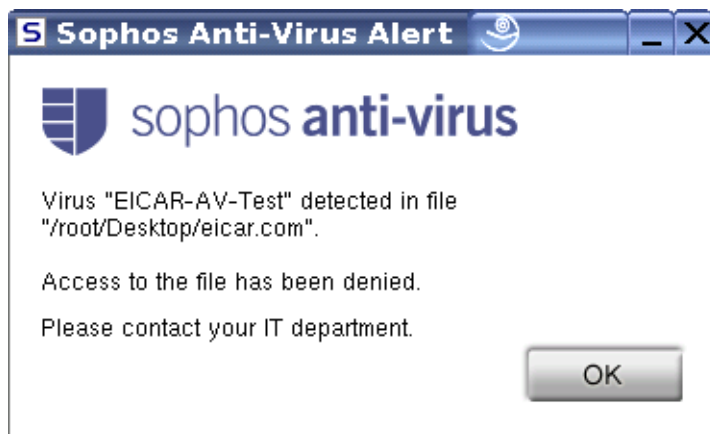 S Sophos Anti-Virus Alert
sophos anti-virus
Virus "EICAR-AV-Test" detected in file
"/root/Desktop/eicar.com".
Access to the file has been denied.
Please contact your IT department.
OK